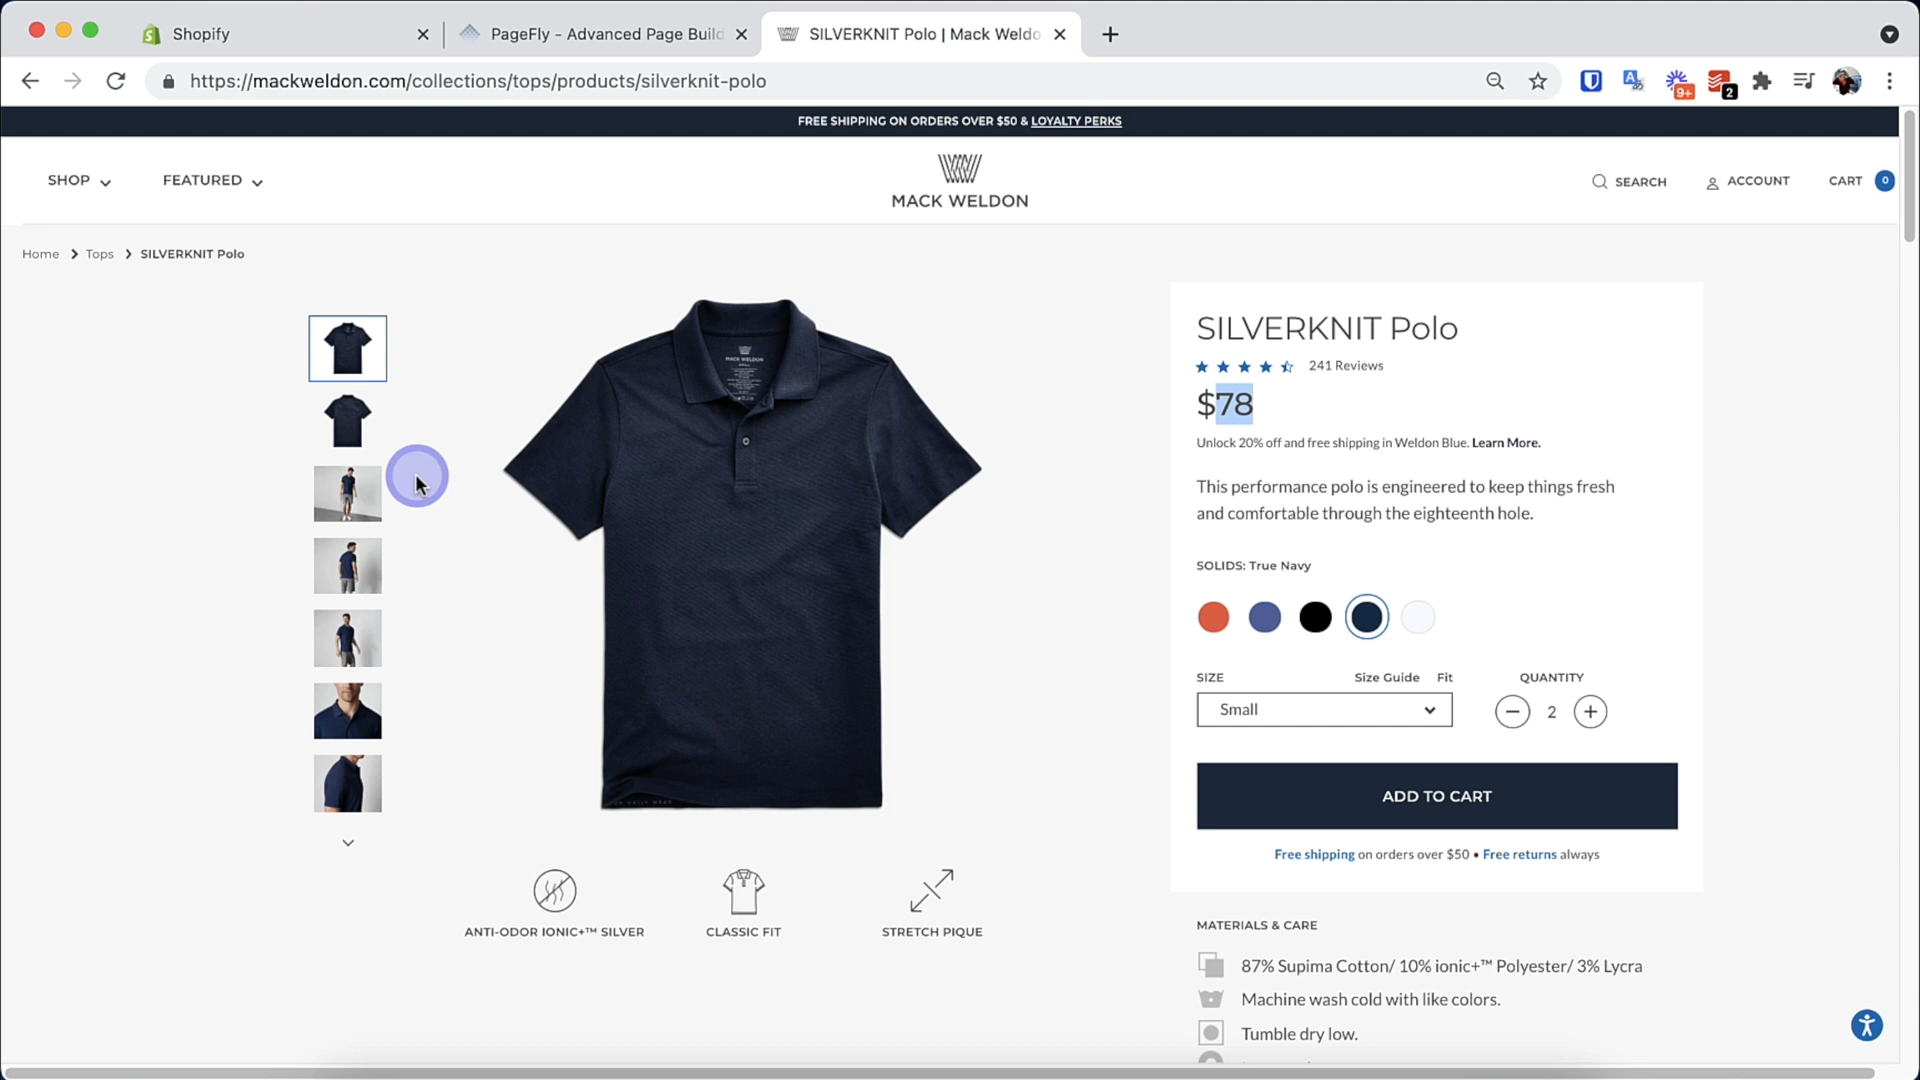 Shopify
PageFly - Advanced Page Build
SILVERKNIT Polo | Mack Weldo
https://mackweldon.com/collections/tops/products/silverknit-polo
9+
2
FREE SHIPPING ON ORDERS OVER $50 & LOYALTY PERKS
SHOP
FEATURED
MACK WELDON
SEARCH
ACCOUNT
CART
0
Home
Tops
SILVERKNIT Polo
MACK WELDON
SILVERKNIT Polo
241 Reviews
$78
Unlock 20% off and free shipping in Weldon Blue. Learn More.
This performance polo is engineered to keep things fresh
and comfortable through the eighteenth hole.
SOLIDS: True Navy
SIZE
Size Guide
Fit
QUANTITY
Small
2
ADD TO CART
Free shipping on orders over $50 • Free returns always
ANTI-ODOR IONIC+™ SILVER
CLASSIC FIT
STRETCH PIQUE
MATERIALS & CARE
87% Supima Cotton/ 10% ionic+™ Polyester/ 3% Lycra
Machine wash cold with like colors.
Tumble dry low.